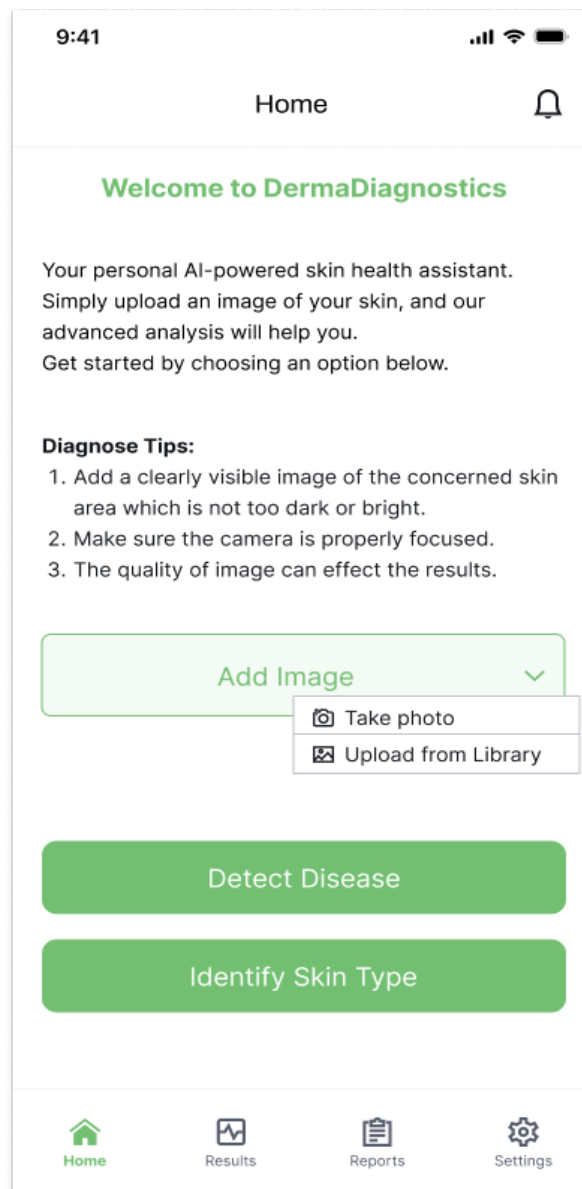 9:41
Home
Welcome to DermaDiagnostics
Your personal AI-powered skin health assistant.
Simply upload an image of your skin, and our
advanced analysis will help you.
Get started by choosing an option below.
Diagnose Tips:
1. Add a clearly visible image of the concerned skin
area which is not too dark or bright.
2. Make sure the camera is properly focused.
3. The quality of image can effect the results.
Add Image
Take photo
Upload from Library
Detect Disease
Identify Skin Type
Home
Results
Reports
Settings